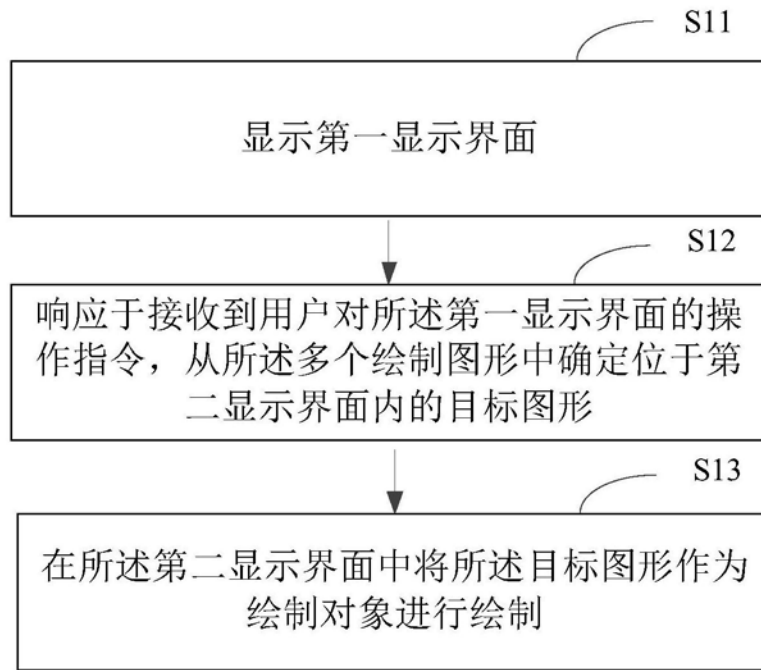 S11
显示第一显示界面
S12
响应于接收到用户对所述第一显示界面的操
作指令，从所述多个绘制图形中确定位于第
二显示界面内的目标图形
S13
在所述第二显示界面中将所述目标图形作为
绘制对象进行绘制